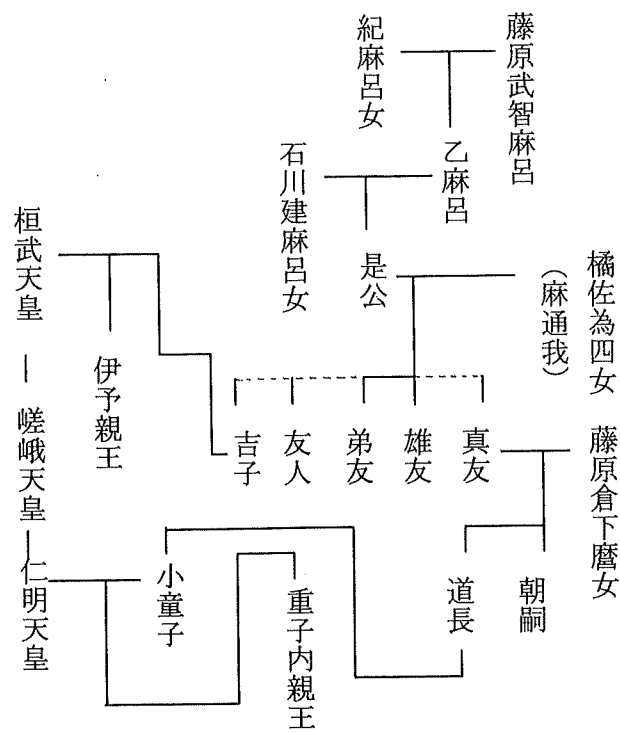 藤原武智麻呂
紀麻呂女
乙麻呂
石川建麻呂女
橘佐為四女
（麻通我）
是公
桓武天皇
伊予親王
真友
雄友
弟友
友人
吉子
藤原倉下麿女
嵯峨天皇
朝嗣
道長
重子内親王
小童子
仁明天皇